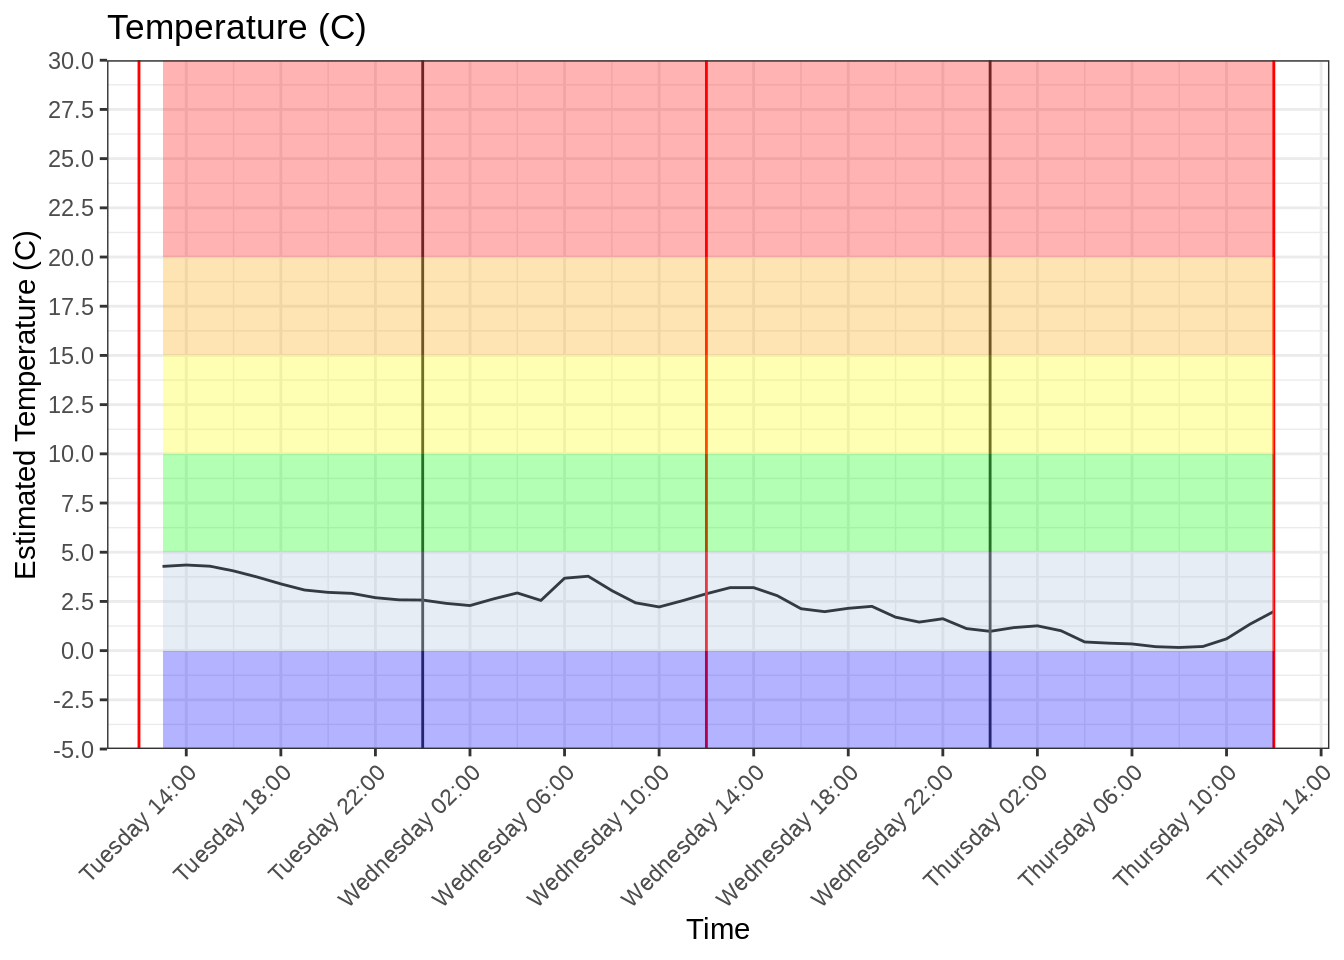 Temperature (C)
Estimated Temperature (C)
30.0
27.5
25.0
22.5
20.0
17.5
15.0
12.5
10.0
7.5
5.0
2.5
0.0
-2.5
-5.0
Tuesday 14:00
Tuesday 18:00
Tuesday 22:00
Wednesday 02:00
Wednesday 06:00
Wednesday 10:00
Wednesday 14:00
Wednesday 18:00
Wednesday 22:00
Thursday 02:00
Thursday 06:00
Thursday 10:00
Thursday 14:00
Time